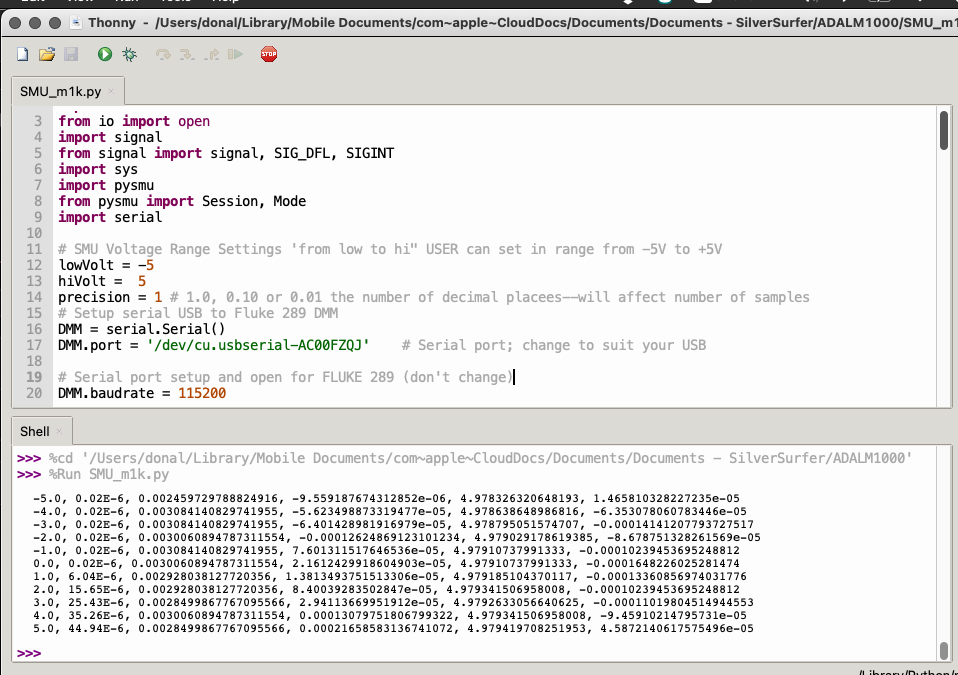 Thonny - /Users/donal/Library/Mobile Documents/com~apple~CloudDocs/Documents/Documents - SilverSurfer/ADALM1000/SMU_m1
STOP
SMU_m1k.py
3 from io import open
4 import signal
5 from signal import signal, SIG_DFL, SIGINT
6 import sys
7 import pysmu
8 from pysmu import Session, Mode
9 import serial
10
11 # SMU Voltage Range Settings 'from low to hi" USER can set in range from -5V to +5V
12 lowVolt = -5
13 hiVolt =  5
14 precision = 1 # 1.0, 0.10 or 0.01 the number of decimal placees--will affect number of samples
15 # Setup serial USB to Fluke 289 DMM
16 DMM = serial.Serial()
17 DMM.port = '/dev/cu.usbserial-AC00FZQJ'    # Serial port; change to suit your USB
18
19 # Serial port setup and open for FLUKE 289 (don't change)
20 DMM.baudrate = 115200
Shell
>>> %cd '/Users/donal/Library/Mobile Documents/com~apple~CloudDocs/Documents/Documents - SilverSurfer/ADALM1000'
>>> %Run SMU_m1k.py
-5.0, 0.02E-6, 0.002459729788824916, -9.559187674312852e-06, 4.978326320648193, 1.465810328227235e-05
-4.0, 0.02E-6, 0.003084140829741955, -5.623498873319477e-05, 4.978638648986816, -6.353078060783446e-05
-3.0, 0.02E-6, 0.003084140829741955, -6.401428981916979e-05, 4.978795051574707, -0.00014141207793727517
-2.0, 0.02E-6, 0.0030060894787311554, -0.00012624869123101234, 4.979029178619385, -8.678751328261569e-05
-1.0, 0.02E-6, 0.003084140829741955, 7.601311517646536e-05, 4.97910737991333, -0.00010239453695248812
0.0, 0.02E-6, 0.0030060894787311554, 2.1612429918604903e-05, 4.97910737991333, -0.0001648226025281474
1.0, 6.04E-6, 0.002928038127720356, 1.3813493751513306e-05, 4.979185104370117, -0.00013360856974031776
2.0, 15.65E-6, 0.002928038127720356, 8.40039283502847e-05, 4.979341506958008, -0.00010239453695248812
3.0, 25.43E-6, 0.0028499867767095566, 2.94113669951912e-05, 4.9792633056640625, -0.00011019804514944553
4.0, 35.26E-6, 0.0030060894787311554, 0.00013079751806799322, 4.979341506958008, -9.45910214795731e-05
5.0, 44.94E-6, 0.0028499867767095566, 0.00021658583136741072, 4.979419708251953, 4.5872140617575496e-05
>>>